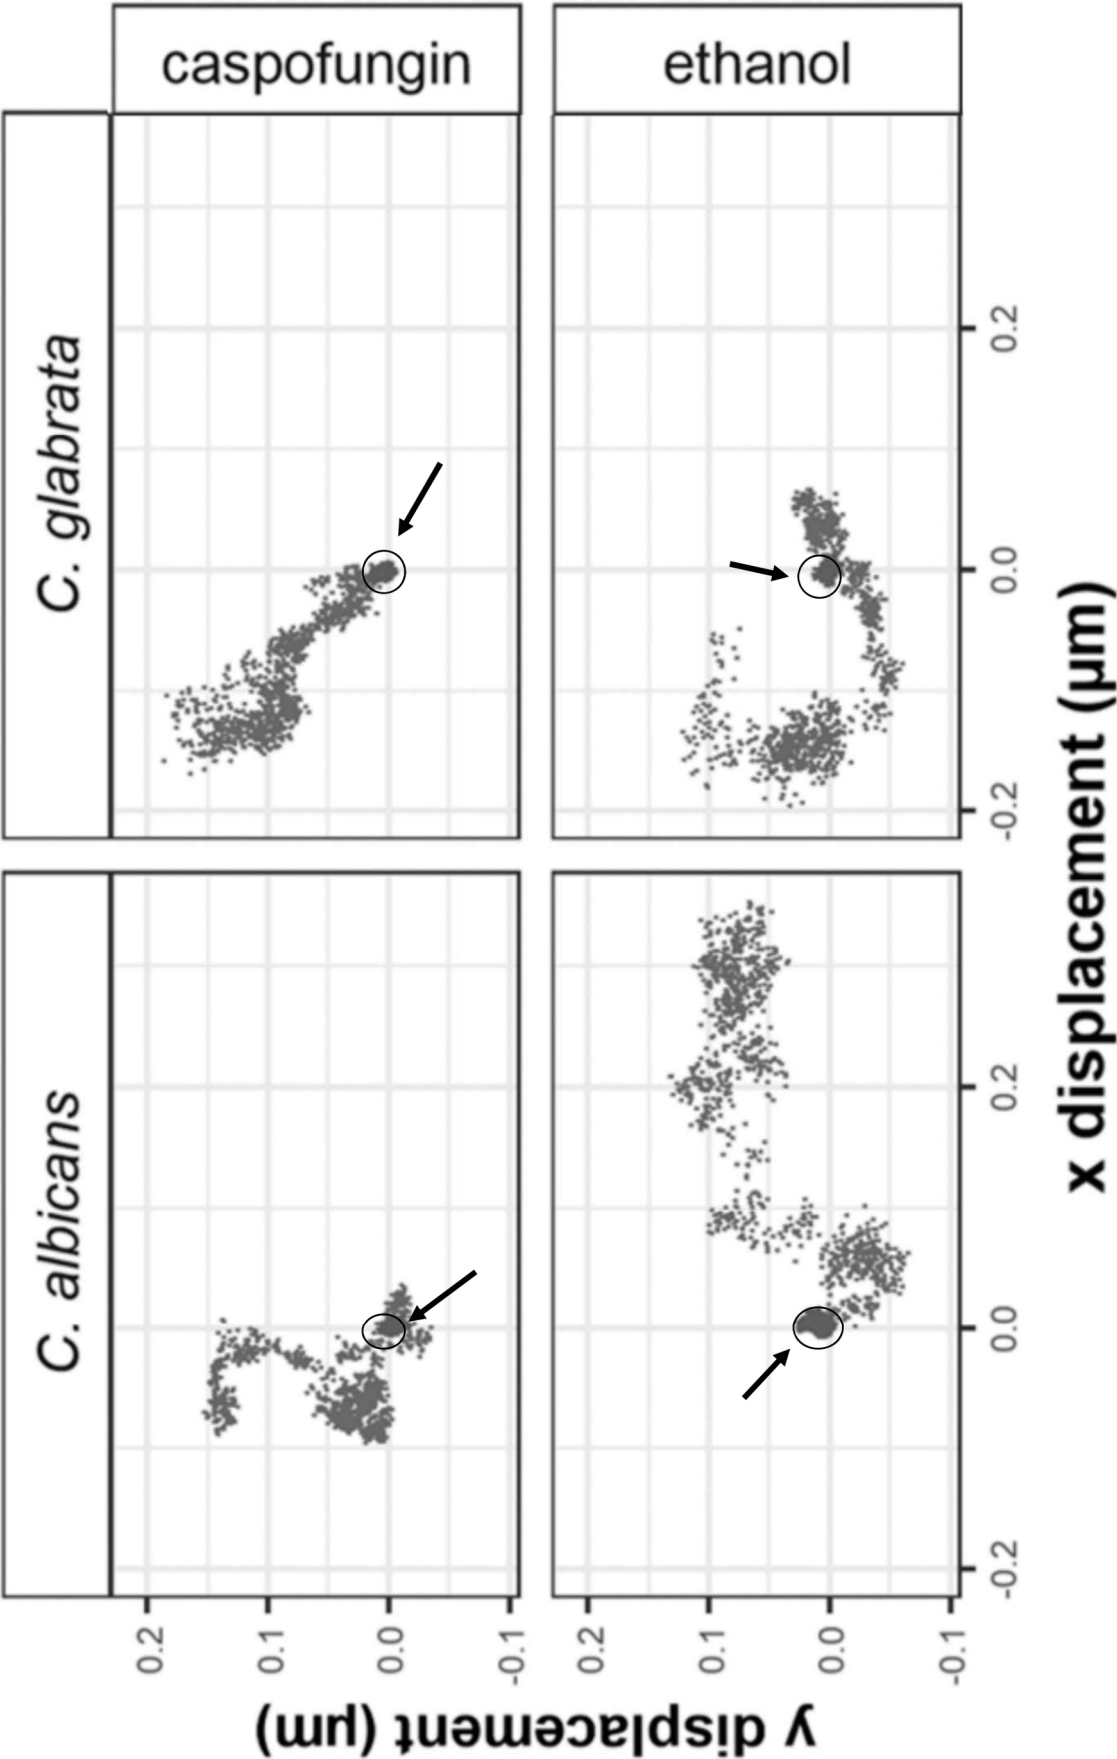 caspofungin
ethanol
C. glabrata
C. albicans
0.2
0.0
-0.2
0.2
0.0
-0.2
x displacement (µm)
0.2
0.1
0.0
-0.1
0.2
0.1
0.0
-0.1
y displacement (µm)